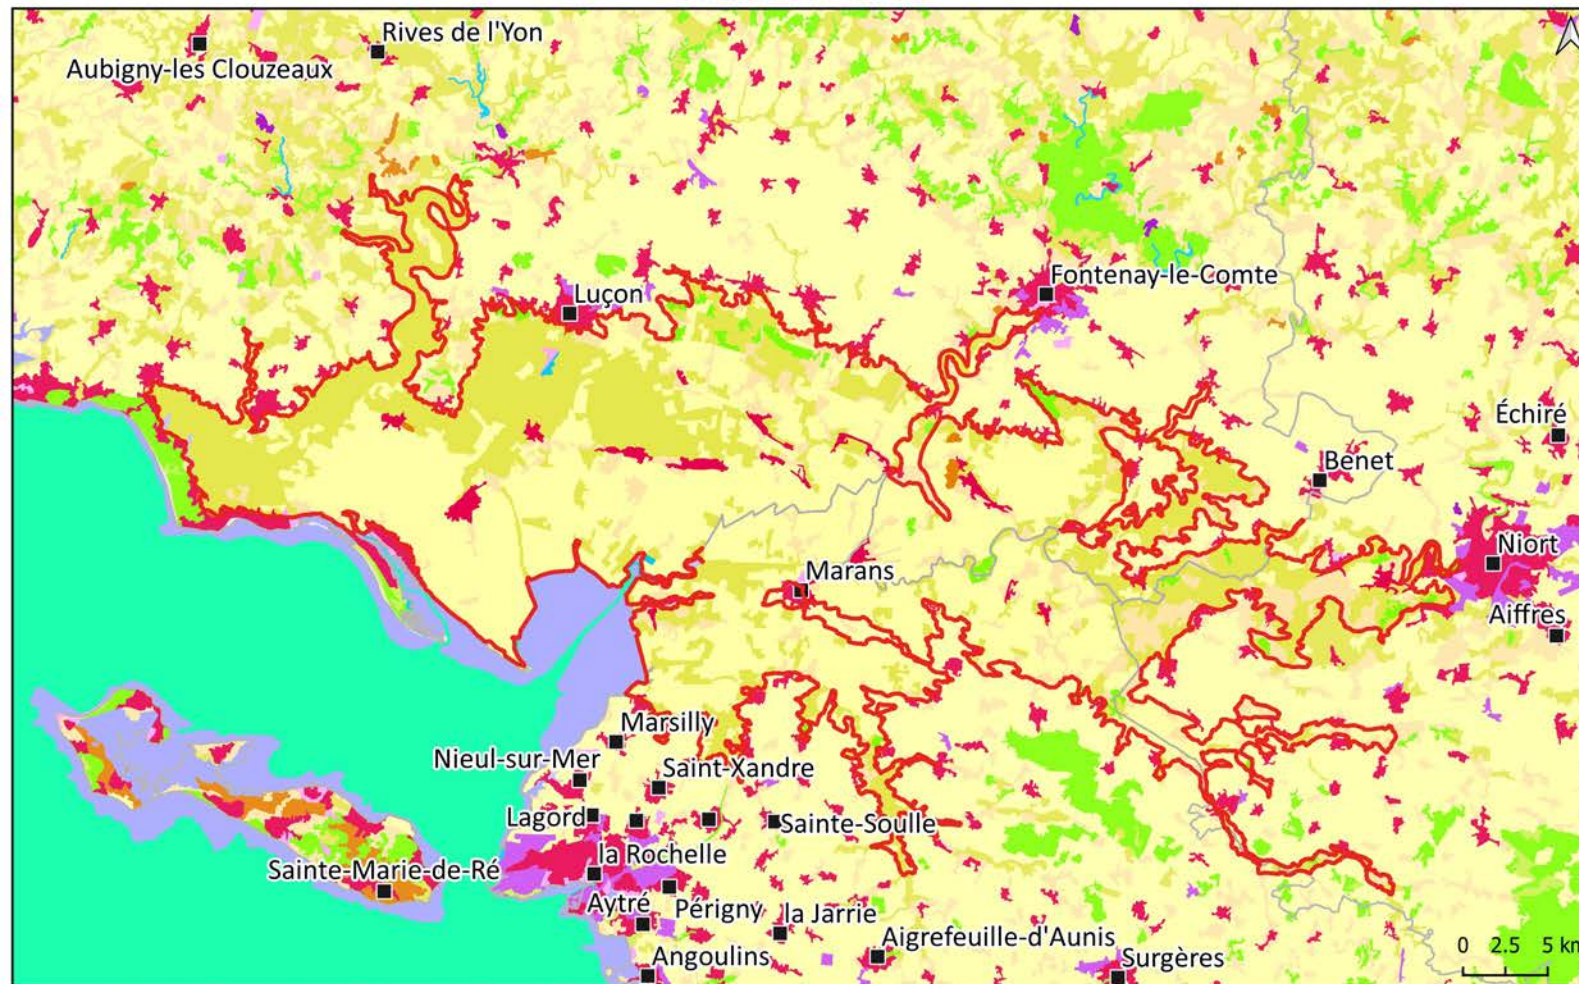 Rives de l'Yon
Aubigny-les Clouzeaux
Fontenay-le-Comte
Luçon
Échiré
Benet
Niort
Marans
Aiffres
Marsilly
Nieul-sur-Mer
Saint-Xandre
Lagord
Sainte-Soulle
la Rochelle
Sainte-Marie-de-Ré
Aytré
Périgny
la Jarrie
Aigrefeuille-d'Aunis
Angoulins
Surgères
0 2.5 5 km